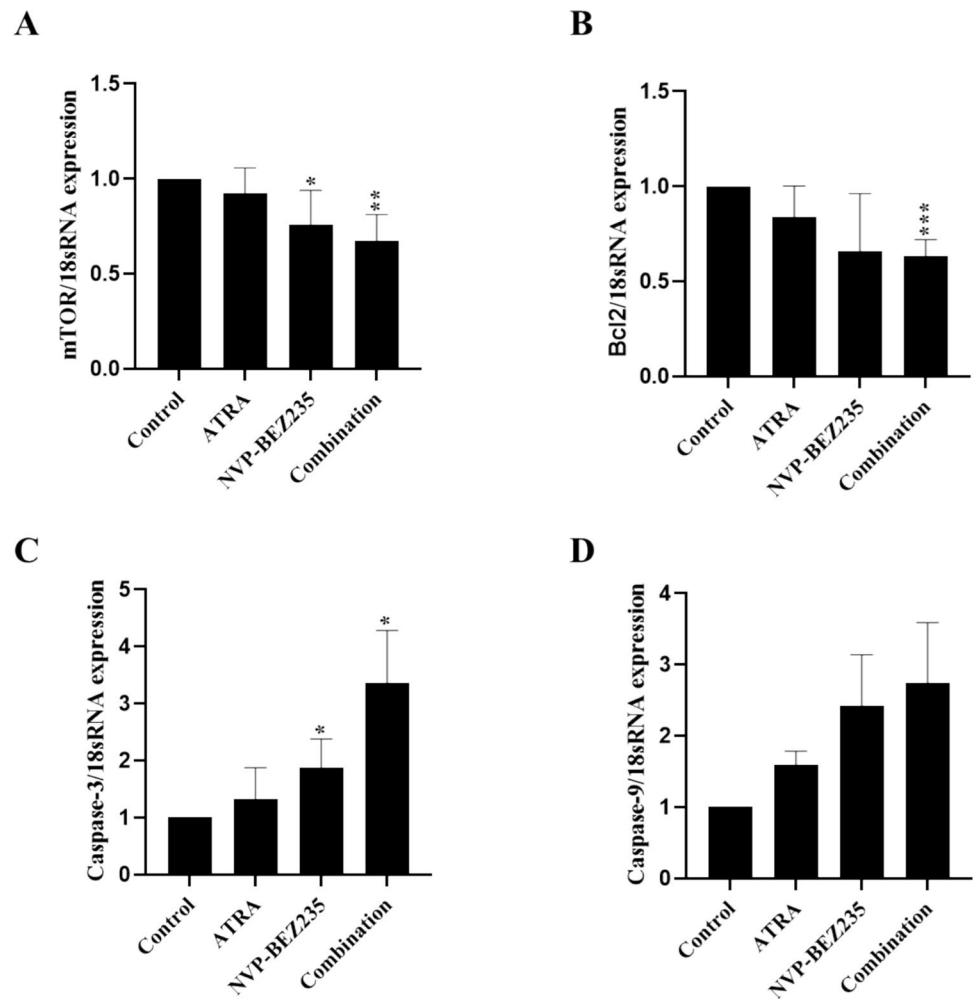 A
mTOR/18sRNA expression
1.5
1.0
0.5
0.0
*
**
Control
ATRA
NVP-BEZ235
Combination
B
Bcl2/18sRNA expression
1.5
1.0
0.5
0.0
***
Control
ATRA
NVP-BEZ235
Combination
C
Caspase-3/18sRNA expression
5
4
3
2
1
0
*
*
Control
ATRA
NVP-BEZ235
Combination
D
Caspase-9/18sRNA expression
4
3
2
1
0
Control
ATRA
NVP-BEZ235
Combination